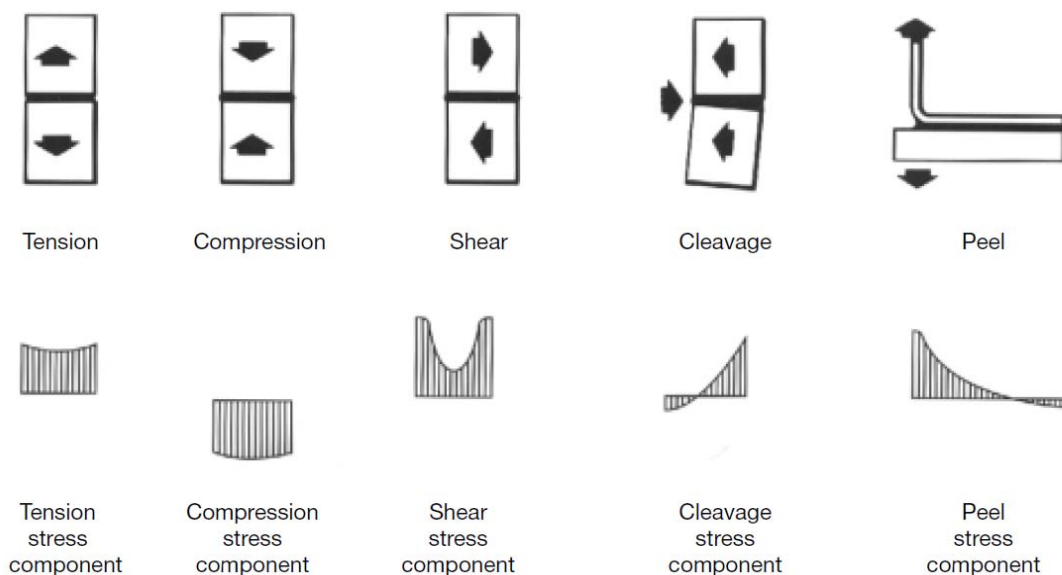 Tension
Compression
Shear
Cleavage
Peel
Tension
stress
component
Compression
stress
component
Shear
stress
component
Cleavage
stress
component
Peel
stress
component